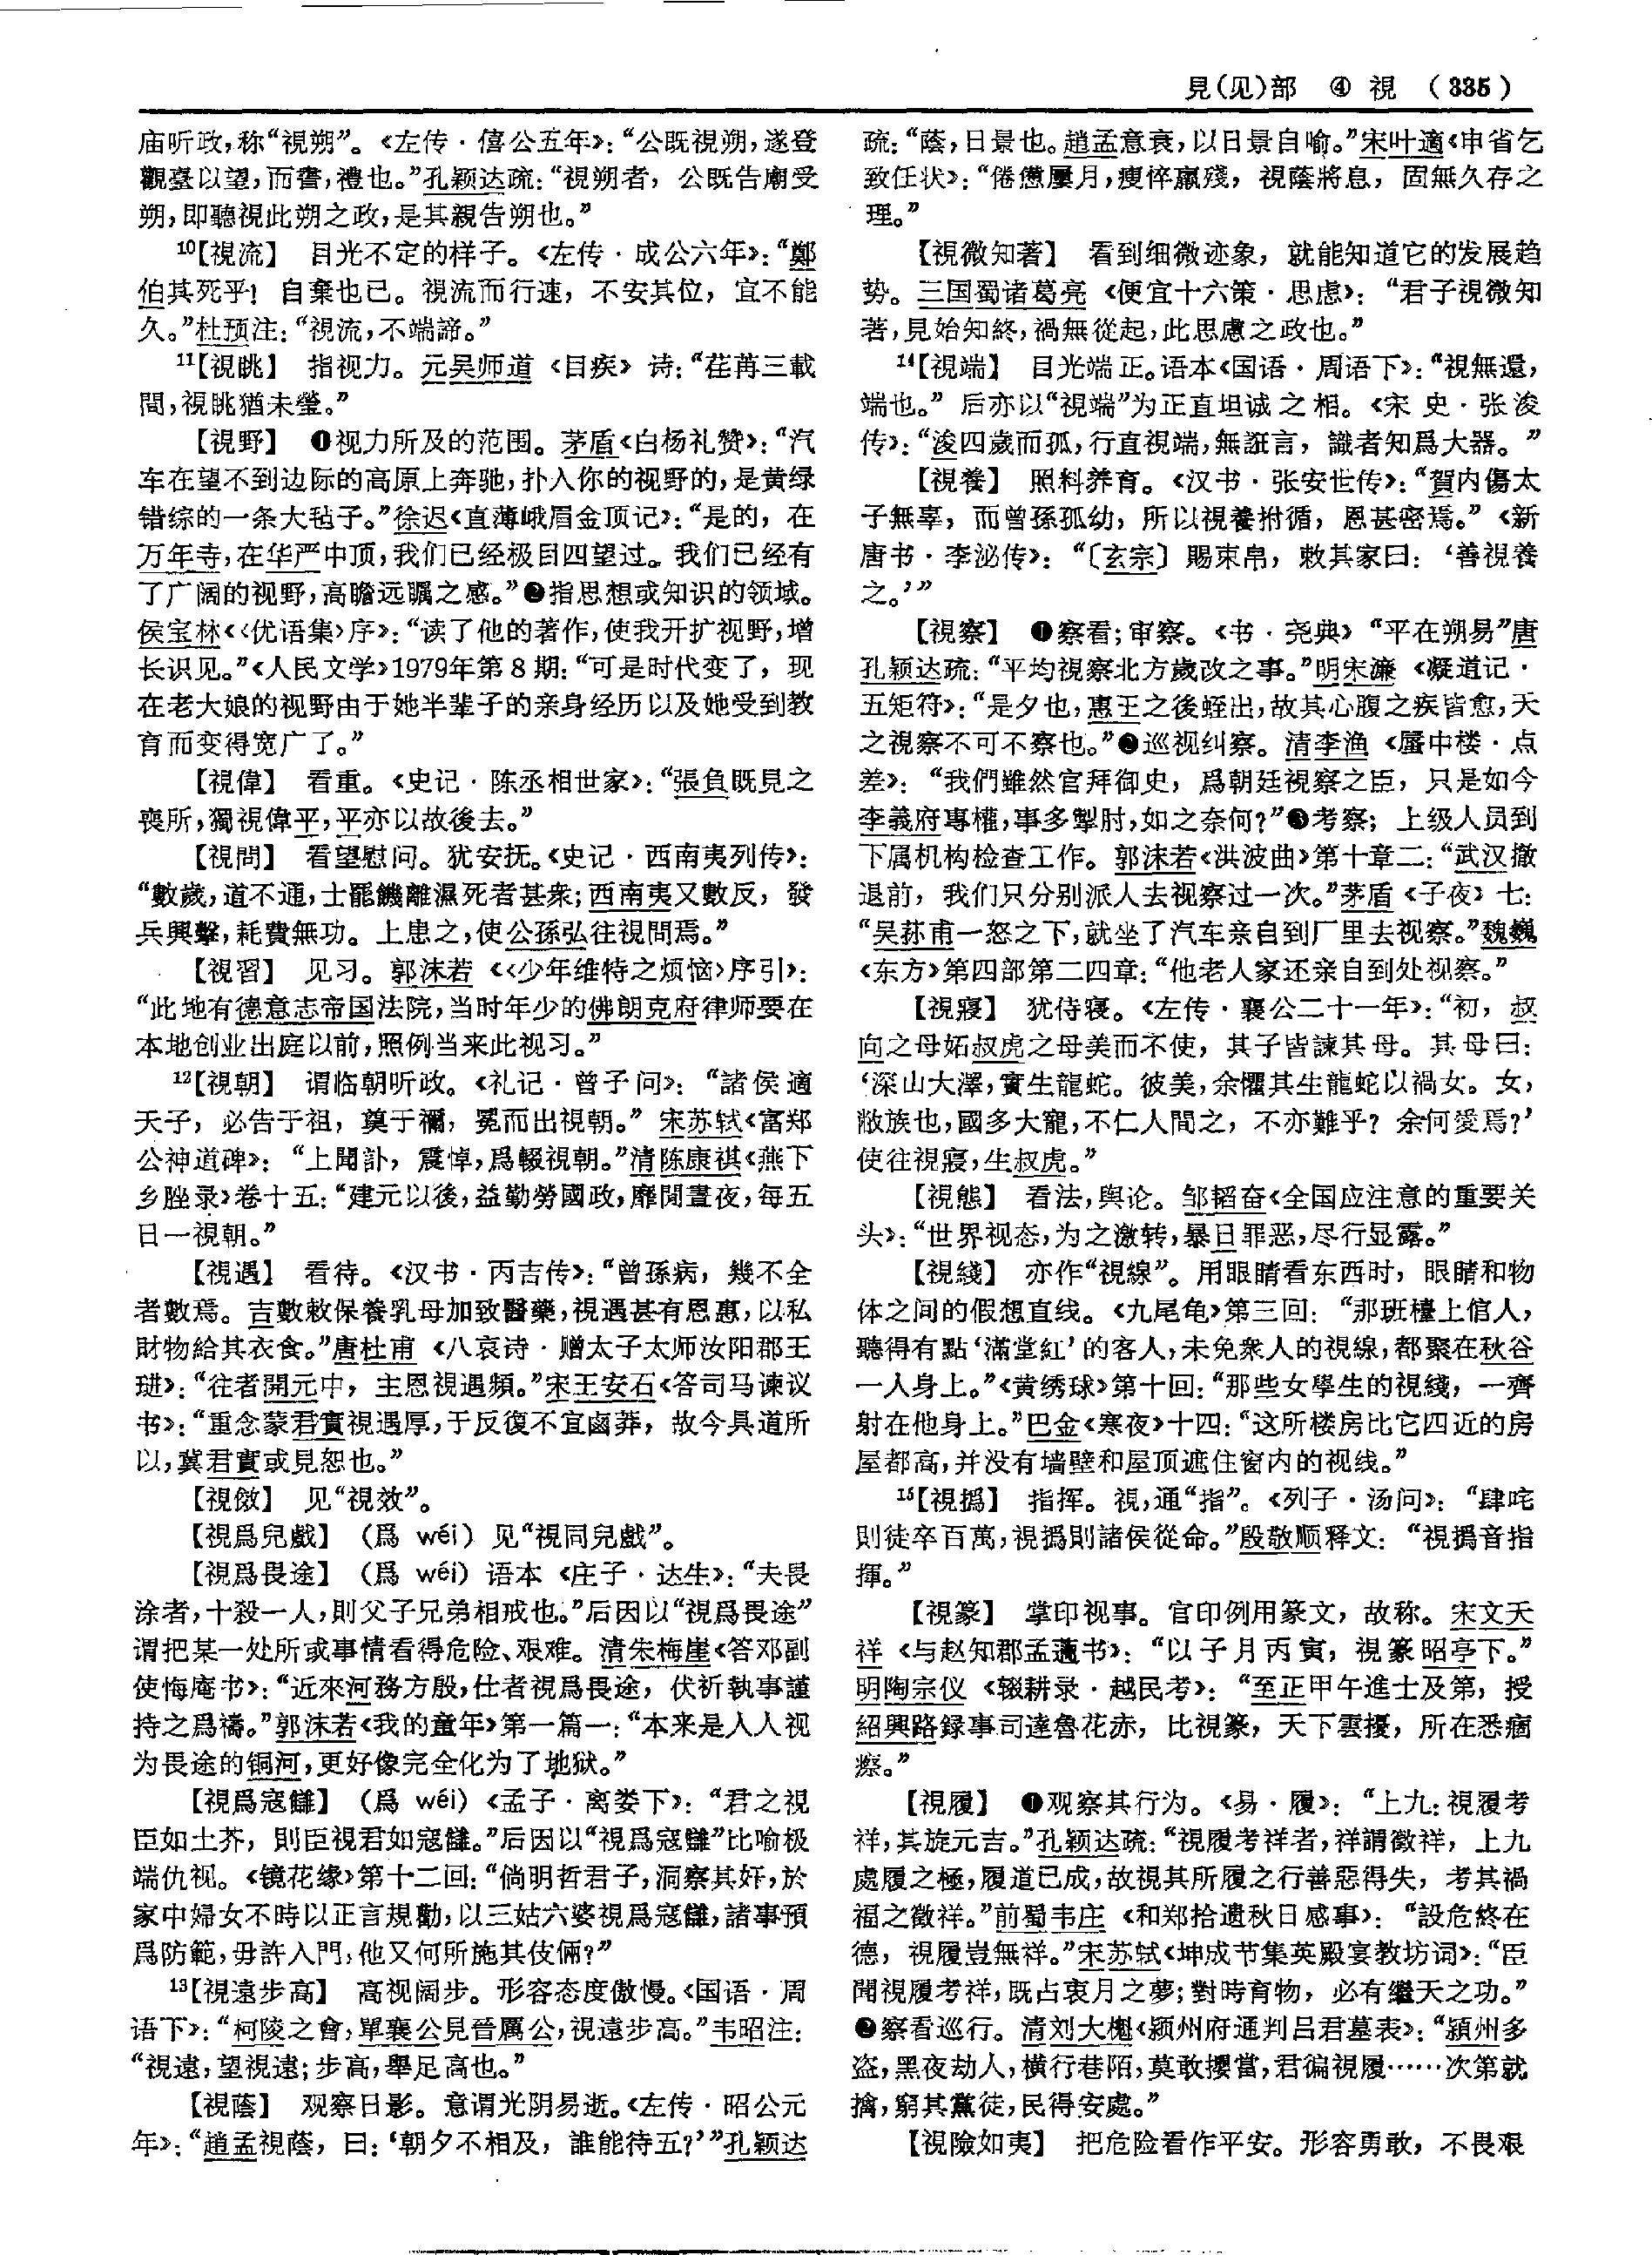 見(见)部 ④ 視 (335)
庙听政,称“視朔”。《左传·僖公五年》:“公既視朔,遂登
觀臺以望,而書,禮也。”孔颖达疏:“視朔者，公既告廟受
朔,即聽視此朔之政,是其親告朔也。”
10【視流】 目光不定的样子。《左传·成公六年》:“鄭
伯其死乎! 自棄也已。視流而行速，不安其位，宜不能
久。”杜预注:“視流,不端諦。”
11【視眺】 指视力。元吴师道《目疾》诗:“荏苒三載
間,視眺猶未瑩。”
【視野】 ❶视力所及的范围。茅盾《白杨礼赞》:“汽
车在望不到边际的高原上奔驰,扑入你的视野的,是黄绿
错综的一条大毡子。”徐迟《直薄峨眉金顶记》:“是的，在
万年寺,在华严中顶,我们已经极目四望过。我们已经有
了广阔的视野,高瞻远瞩之感。”❷指思想或知识的领域。
侯宝林《〈优语集〉序》:“读了他的著作,使我开扩视野,增
长识见。”《人民文学》1979年第8期:“可是时代变了，现
在老大娘的视野由于她半辈子的亲身经历以及她受到教
育而变得宽广了。”
【視偉】 看重。《史记·陈丞相世家》:“張負既見之
喪所,獨視偉平,平亦以故後去。”
【視問】 看望慰问。犹安抚。《史记·西南夷列传》:
“數歲,道不通,士罷饑離濕死者甚衆;西南夷又數反，發
兵興擊,耗費無功。上患之,使公孫弘往視問焉。”
【視習】 见习。郭沫若《〈少年维特之烦恼〉序引》:
“此地有德意志帝国法院,当时年少的佛朗克府律师要在
本地创业出庭以前,照例当来此视习。”
12【視朝】 谓临朝听政。《礼记·曾子问》:“諸侯適
天子，必告于祖，奠于禰，冕而出視朝。”宋苏轼《富郑
公神道碑》:“上聞訃，震悼,爲輟視朝。”清陈康祺《燕下
乡脞录》卷十五:“建元以後,益勤勞國政,靡間晝夜,每五
日一視朝。”
【視遇】 看待。《汉书·丙吉传》:“曾孫病，幾不全
者數焉。吉數敕保養乳母加致醫藥,視遇甚有恩惠,以私
財物給其衣食。”唐杜甫《八哀诗·赠太子太师汝阳郡王
琎》:“往者開元中，主恩視遇頻。”宋王安石《答司马谏议
书》:“重念蒙君實視遇厚,于反復不宜鹵莽，故今具道所
以,冀君實或見恕也。”
【視傚】 见“視效”。
【視爲兒戲】 (爲 wéi) 见“視同兒戲”。
【視爲畏途】 (爲 wéi) 语本《庄子·达生》:“夫畏
涂者,十殺一人,則父子兄弟相戒也。”后因以“視爲畏途”
谓把某一处所或事情看得危险、艰难。清朱梅崖《答邓副
使悔庵书》:“近來河務方殷,仕者視爲畏途，伏祈執事謹
持之爲禱。”郭沫若《我的童年》第一篇一:“本来是人人视
为畏途的铜河,更好像完全化为了地狱。”
【視爲寇讎】 (爲 wéi) 《孟子·离娄下》:“君之視
臣如土芥，則臣視君如寇讎。”后因以“視爲寇讎”比喻极
端仇视。《镜花缘》第十二回:“倘明哲君子,洞察其奸,於
家中婦女不時以正言規勸,以三姑六婆視爲寇讎,諸事預
爲防範,毋許入門,他又何所施其伎倆?”
13【視遠步高】 高视阔步。形容态度傲慢。《国语·周
语下》:“柯陵之會,單襄公見晉厲公,視遠步高。”韦昭注:
“視遠,望視遠;步高,舉足高也。”
【視蔭】 观察日影。意谓光阴易逝。《左传·昭公元
年》:“趙孟視蔭，曰:‘朝夕不相及，誰能待五?’”孔颖达
疏:“蔭,日景也。趙孟意衰,以日景自喻。”宋叶適《申省乞
致任状》:“倦憊屢月,瘦悴羸殘，視蔭將息，固無久存之
理。”
【視微知著】 看到细微迹象，就能知道它的发展趋
势。三国蜀诸葛亮《便宜十六策·思虑》:“君子視微知
著,見始知終,禍無從起,此思慮之政也。”
14【視端】 目光端正。语本《国语·周语下》:“視無還,
端也。”后亦以“視端”为正直坦诚之相。《宋史·张浚
传》:“浚四歲而孤,行直視端,無誑言，識者知爲大器。”
【視養】 照料养育。《汉书·张安世传》:“賀内傷太
子無辜，而曾孫孤幼，所以視養拊循，恩甚密焉。”《新
唐书·李泌传》:“〔玄宗〕賜束帛，敕其家曰:‘善視養
之。’”
【視察】 ❶察看;审察。《书·尧典》“平在朔易”唐
孔颖达疏:“平均視察北方歲改之事。”明宋濂《凝道记·
五矩符》:“是夕也,惠王之後蛭出,故其心腹之疾皆愈,天
之視察不可不察也。”❷巡视纠察。清李渔《蜃中楼·点
差》:“我們雖然官拜御史，爲朝廷視察之臣，只是如今
李義府專權,事多掣肘,如之奈何?”❸考察; 上级人员到
下属机构检查工作。郭沫若《洪波曲》第十章二:“武汉撤
退前，我们只分别派人去视察过一次。”茅盾《子夜》七:
“吴荪甫一怒之下,就坐了汽车亲自到厂里去视察。”魏巍
《东方》第四部第二四章:“他老人家还亲自到处视察。”
【視寢】 犹侍寝。《左传·襄公二十一年》:“初，叔
向之母妬叔虎之母美而不使，其子皆諫其母。其母曰:
‘深山大澤,實生龍蛇。彼美,余懼其生龍蛇以禍女。女,
敝族也,國多大寵,不仁人間之，不亦難乎? 余何愛焉?’
使往視寢,生叔虎。”
【視態】 看法,舆论。邹韬奋《全国应注意的重要关
头》:“世界视态,为之激转,暴日罪恶,尽行显露。”
【視綫】 亦作“視線”。用眼睛看东西时，眼睛和物
体之间的假想直线。《九尾龟》第三回:“那班檯上信人,
聽得有點‘滿堂紅’的客人,未免衆人的視線,都聚在秋谷
一人身上。”《黄绣球》第十回:“那些女學生的視綫，一齊
射在他身上。”巴金《寒夜》十四:“这所楼房比它四近的房
屋都高,并没有墙壁和屋顶遮住窗内的视线。”
15【視撝】 指挥。視,通“指”。《列子·汤问》:“肆咤
則徒卒百萬,視撝則諸侯從命。”殷敬顺释文:“視撝音指
揮。”
【視篆】 掌印视事。官印例用篆文，故称。宋文天
祥《与赵知郡孟藡书》:“以子月丙寅，視篆昭亭下。”
明陶宗仪《辍耕录·越民考》:“至正甲午進士及第，授
紹興路録事司達魯花赤，比視篆，天下雲擾，所在悉痌
瘝。”
【視履】 ❶观察其行为。《易·履》:“上九:視履考
祥,其旋元吉。”孔颖达疏:“視履考祥者,祥謂徵祥，上九
處履之極,履道已成,故視其所履之行善惡得失，考其禍
福之徵祥。”前蜀韦庄《和郑拾遗秋日感事》:“設危終在
德，視履豈無祥。”宋苏轼《坤成节集英殿宴教坊词》:“臣
聞視履考祥,既占衷月之夢;對時育物，必有繼天之功。”
❷察看巡行。清刘大櫆《颍州府通判吕君墓表》:“潁州多
盗,黑夜劫人,横行巷陌,莫敢攖當,君徧視履……次第就
擒,窮其黨徒,民得安處。”
【視險如夷】 把危险看作平安。形容勇敢，不畏艰